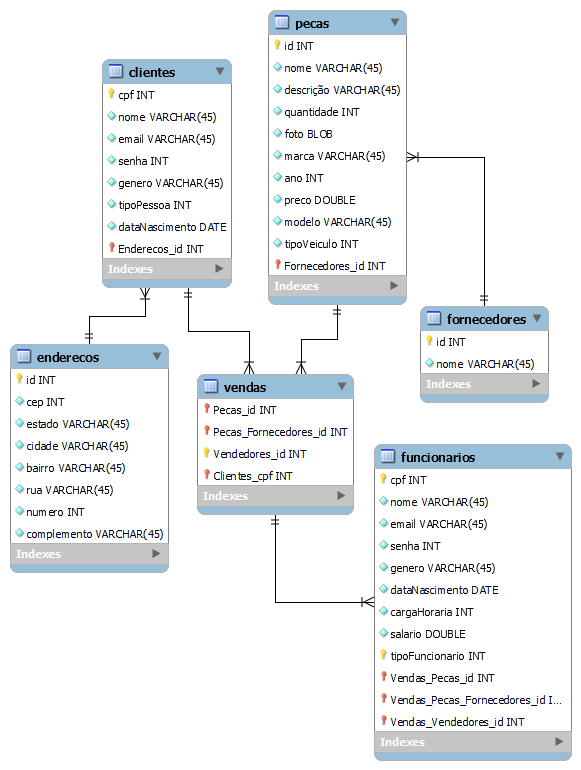 pecas
id INT
nome VARCHAR(45)
descrição VARCHAR(45)
quantidade INT
foto BLOB
marca VARCHAR(45)
ano INT
preco DOUBLE
modelo VARCHAR(45)
tipoVeiculo INT
Fornecedores_id INT
Indexes
clientes
cpf INT
nome VARCHAR(45)
email VARCHAR(45)
senha INT
genero VARCHAR(45)
tipoPessoa INT
dataNascimento DATE
Enderecos_id INT
Indexes
fornecedores
id INT
nome VARCHAR(45)
Indexes
enderecos
id INT
cep INT
estado VARCHAR(45)
cidade VARCHAR(45)
bairro VARCHAR(45)
rua VARCHAR(45)
numero INT
complemento VARCHAR(45)
Indexes
vendas
Pecas_id INT
Pecas_Fornecedores_id INT
Vendedores_id INT
Clientes_cpf INT
Indexes
funcionarios
cpf INT
nome VARCHAR(45)
email VARCHAR(45)
senha INT
genero VARCHAR(45)
dataNascimento DATE
cargaHoraria INT
salario DOUBLE
tipoFuncionario INT
Vendas_Pecas_id INT
Vendas_Pecas_Fornecedores_id I...
Vendas_Vendedores_id INT
Indexes